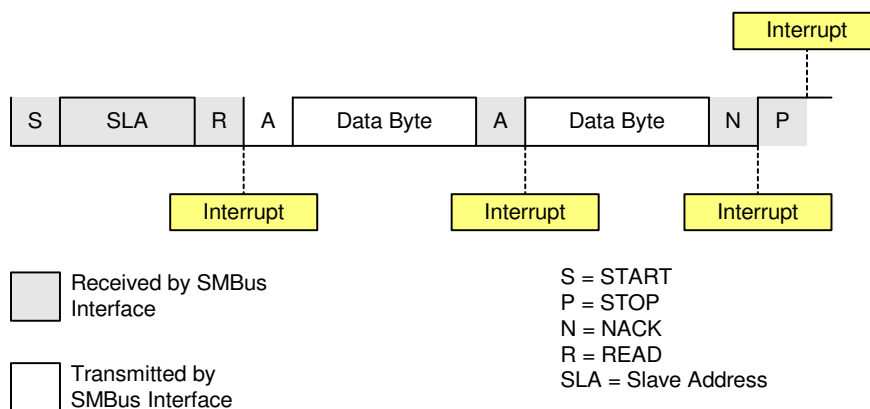 Interrupt
S SLA R A Data Byte A Data Byte N P
Interrupt Interrupt Interrupt
Received by SMBus
Interface
Transmitted by
SMBus Interface
S = START
P = STOP
N = NACK
R = READ
SLA = Slave Address